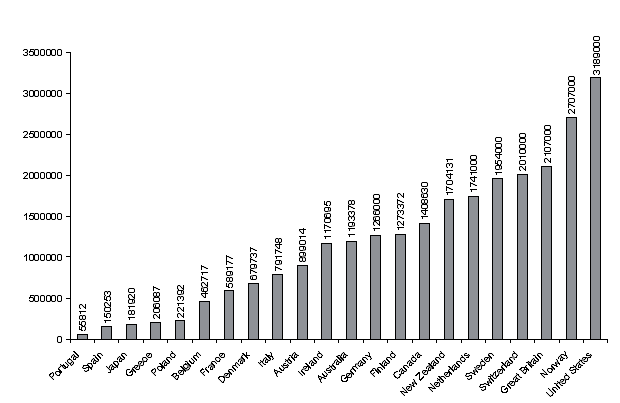 3500000
3000000
2500000
2000000
1500000
1000000
500000
0
55812
150253
181920
206087
221392
462717
589177
679737
791748
899014
1170695
1193378
1266000
1273372
1408630
1704131
1741000
1954000
2010000
2107000
2707000
3189000
Portugal
Spain
Japan
Greece
Poland
Belgium
France
Denmark
Italy
Austria
Ireland
Australia
Germany
Finland
Canada
New Zealand
Netherlands
Sweden
Switzerland
Great Britain
Norway
United States